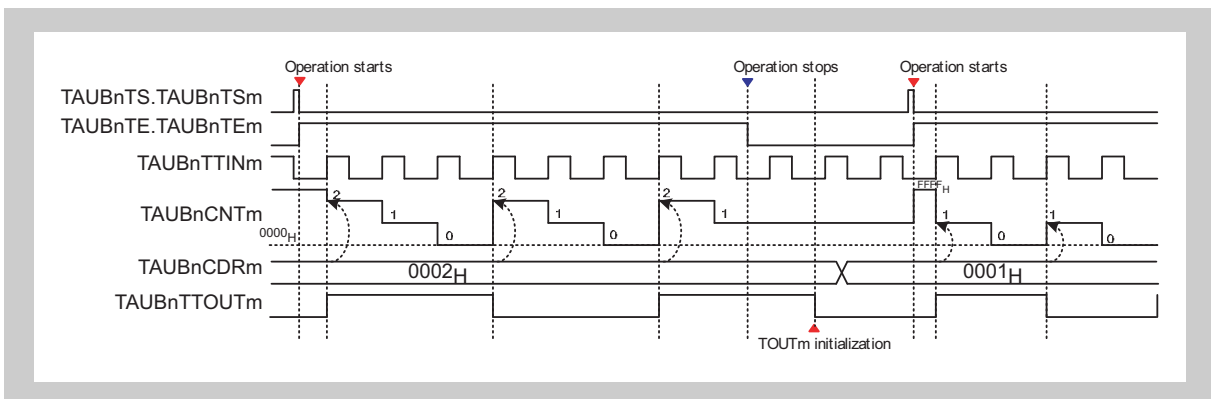 Operation starts Operation stops Operation starts
TAUBnTS.TAUBnTSm
TAUBnTE.TAUBnTEm
TAUBnTTINm
FFFFH
TAUBnCNTm 2 1 0 2 1 0 2 1 1 0 1 0
0000H
TAUBnCDRm 0002H 0001H
TAUBnTTOUTm
TOUTm initialization